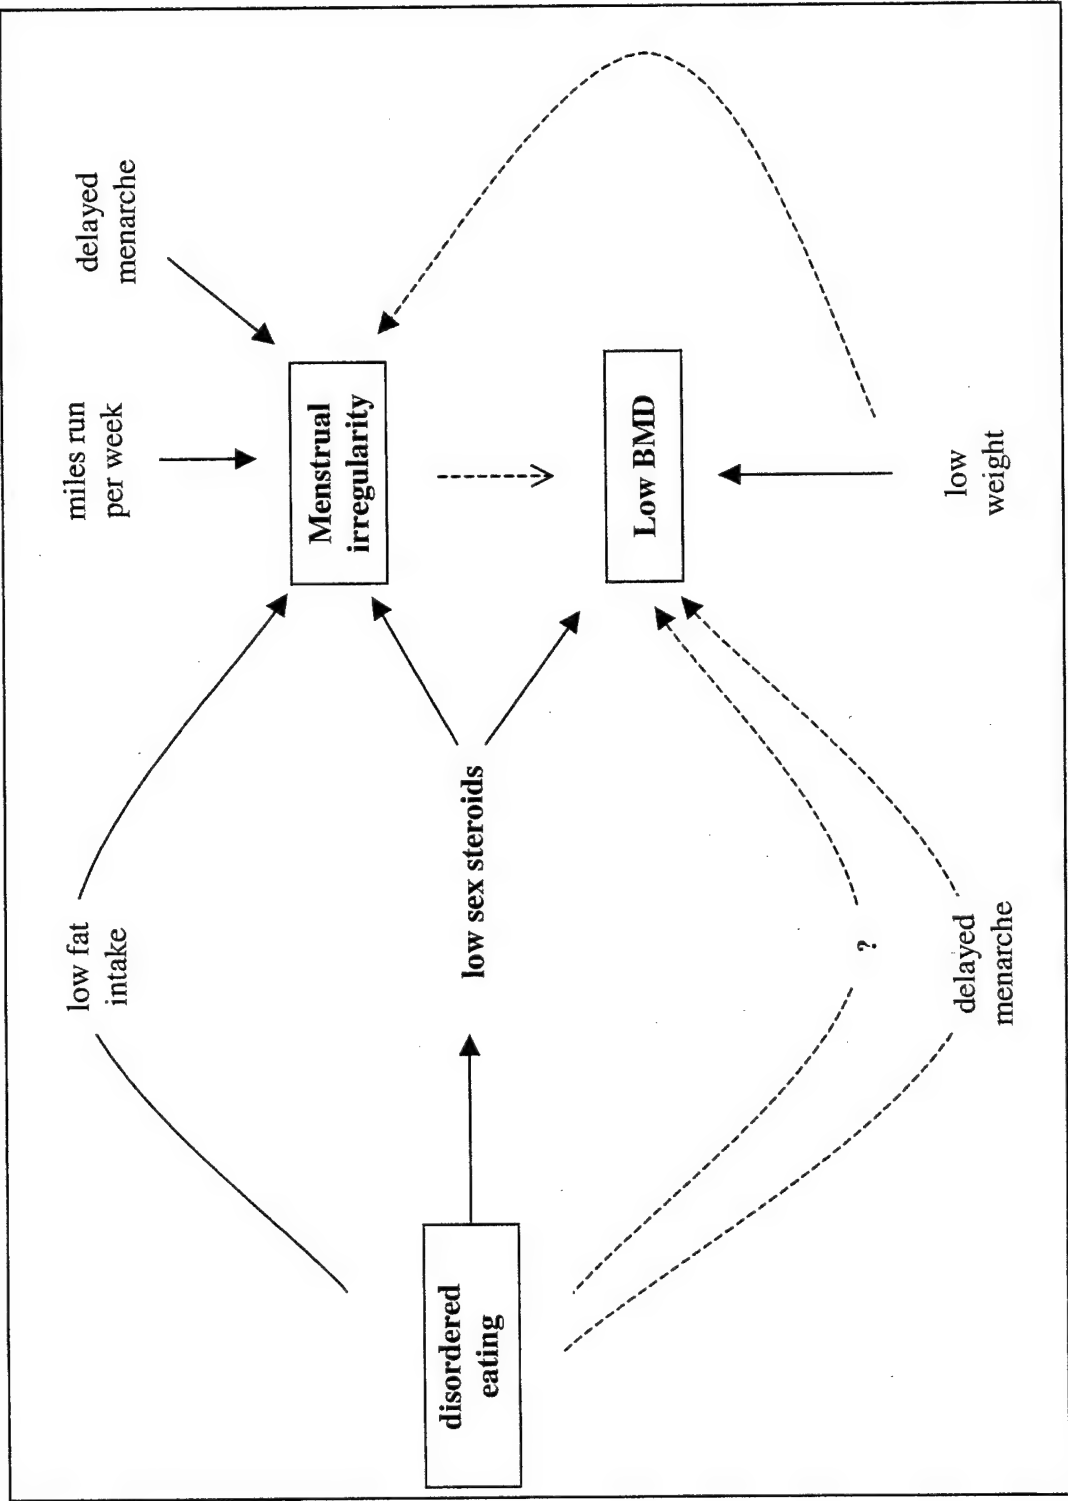 miles run
per week
delayed
menarche
low fat
intake
Menstrual
irregularity
disordered
eating
low sex steroids
Low BMD
?
delayed
menarche
low
weight